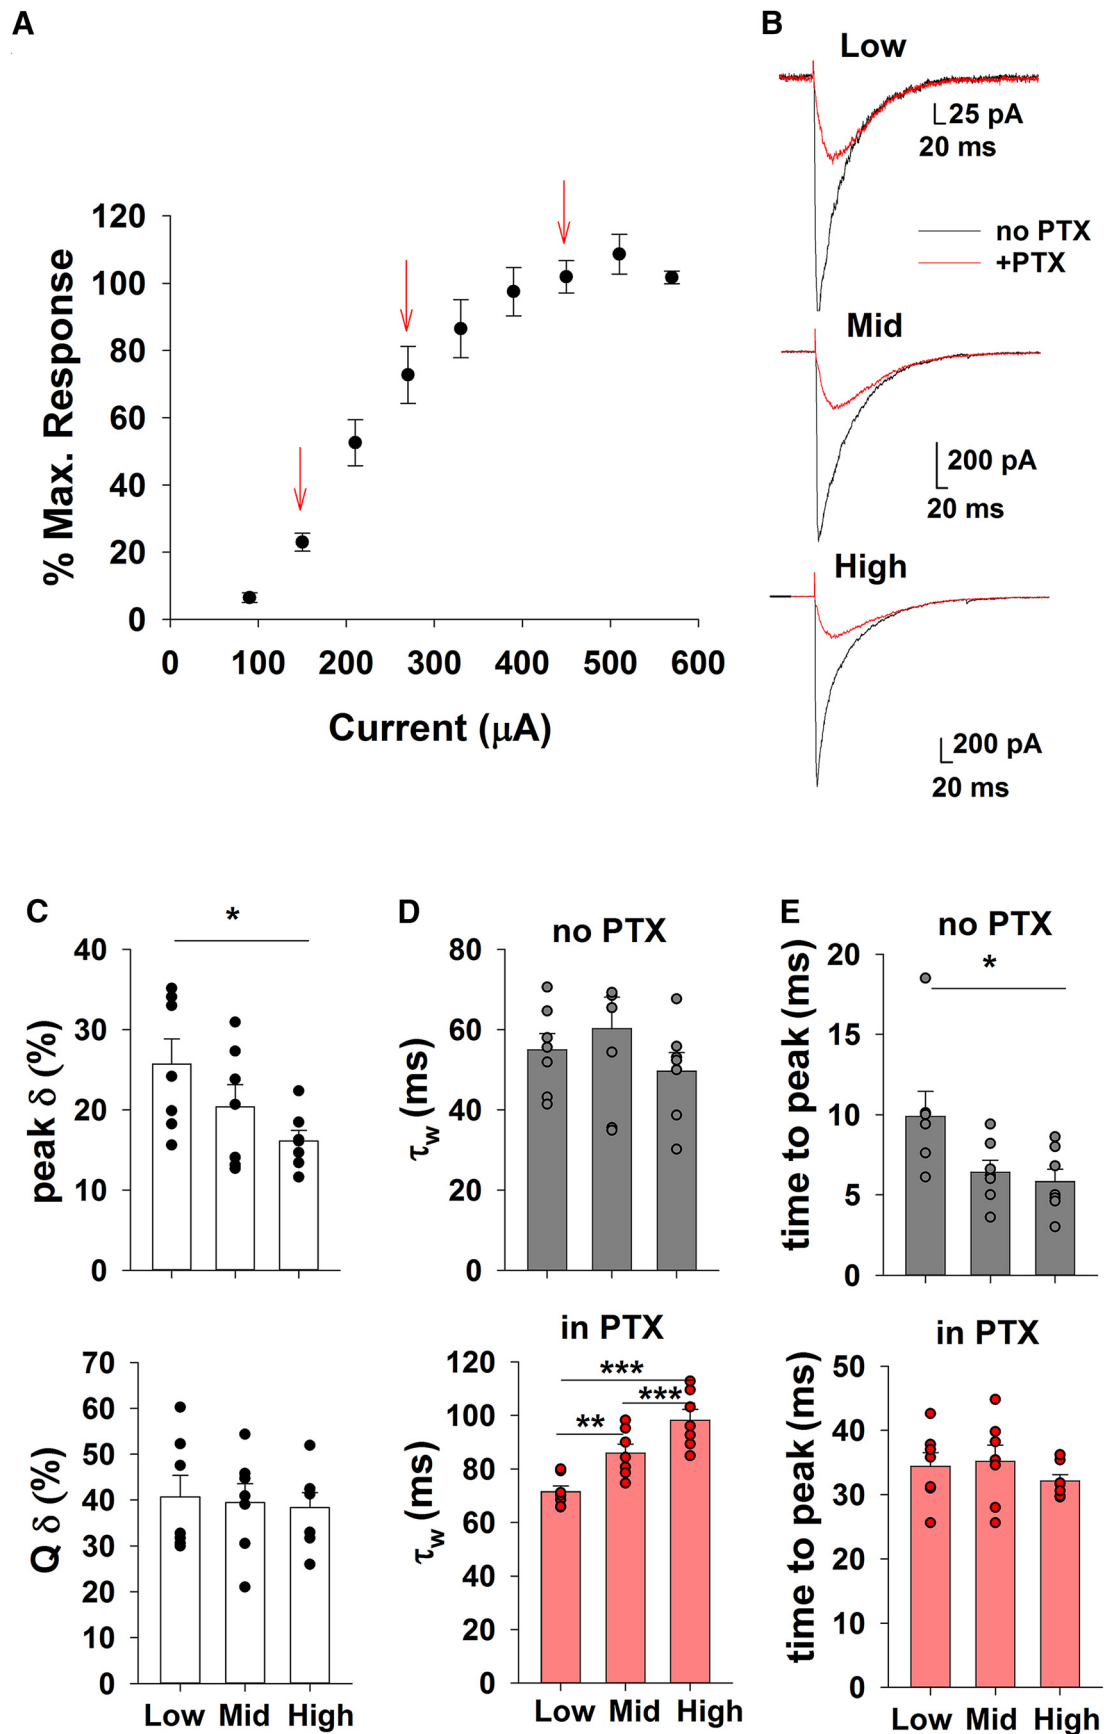 A
% Max. Response
120
100
80
60
40
20
0
0 100 200 300 400 500 600
Current (μA)
B
Low
25 pA
20 ms
no PTX
+PTX
Mid
200 pA
20 ms
High
200 pA
20 ms
C
*
peak δ (%)
40
30
20
10
0
Q δ (%)
70
60
50
40
30
20
10
0
Low Mid High
D
no PTX
τw (ms)
80
60
40
20
0
in PTX
***
***
**
τw (ms)
120
100
80
60
40
20
0
Low Mid High
E
no PTX
*
time to peak (ms)
20
15
10
5
0
in PTX
time to peak (ms)
50
40
30
20
10
0
Low Mid High